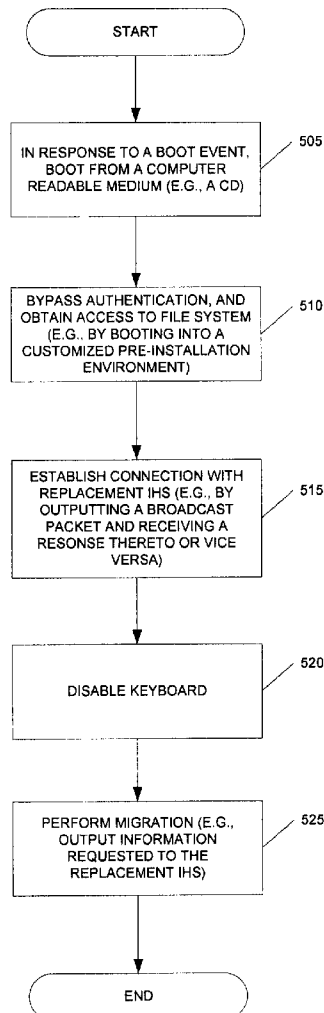 START
505
IN RESPONSE TO A BOOT EVENT,
BOOT FROM A COMPUTER
READABLE MEDIUM (E.G., A CD)
510
BYPASS AUTHENTICATION, AND
OBTAIN ACCESS TO FILE SYSTEM
(E.G., BY BOOTING INTO A
CUSTOMIZED PRE-INSTALLATION
ENVIRONMENT)
515
ESTABLISH CONNECTION WITH
REPLACEMENT IHS (E.G., BY
OUTPUTTING A BROADCAST
PACKET AND RECEIVING A
RESONSE THERETO OR VICE
VERSA)
520
DISABLE KEYBOARD
525
PERFORM MIGRATION (E.G.,
OUTPUT INFORMATION
REQUESTED TO THE
REPLACEMENT IHS)
END